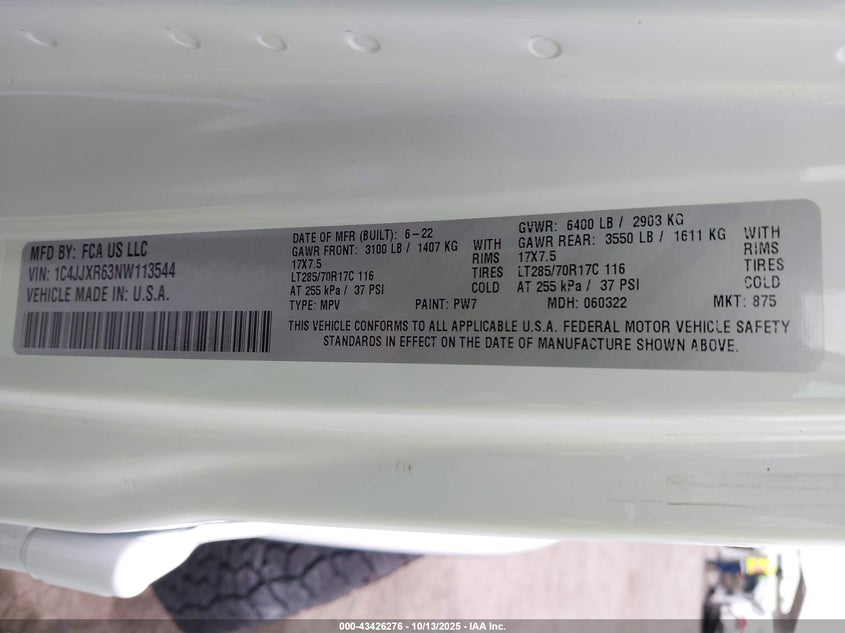 MFD BY: FCA US LLC
VIN: 1C4JJXR63NW113544
VEHICLE MADE IN: U.S.A.
DATE OF MFR (BUILT): 6-22
GAWR FRONT: 3100 LB / 1407 KG WITH
17X7.5 RIMS
LT285/70R17C 116 TIRES
AT 255 kPa / 37 PSI COLD
GVWR: 6400 LB / 2903 KG
GAWR REAR: 3550 LB / 1611 KG WITH
17X7.5 RIMS
LT285/70R17C 116 TIRES
AT 255 kPa / 37 PSI COLD
TYPE: MPV PAINT: PW7 MDH: 060322 MKT: 875
THIS VEHICLE CONFORMS TO ALL APPLICABLE U.S.A. FEDERAL MOTOR VEHICLE SAFETY
STANDARDS IN EFFECT ON THE DATE OF MANUFACTURE SHOWN ABOVE.
000-43426276 - 10/13/2025 - IAA Inc.